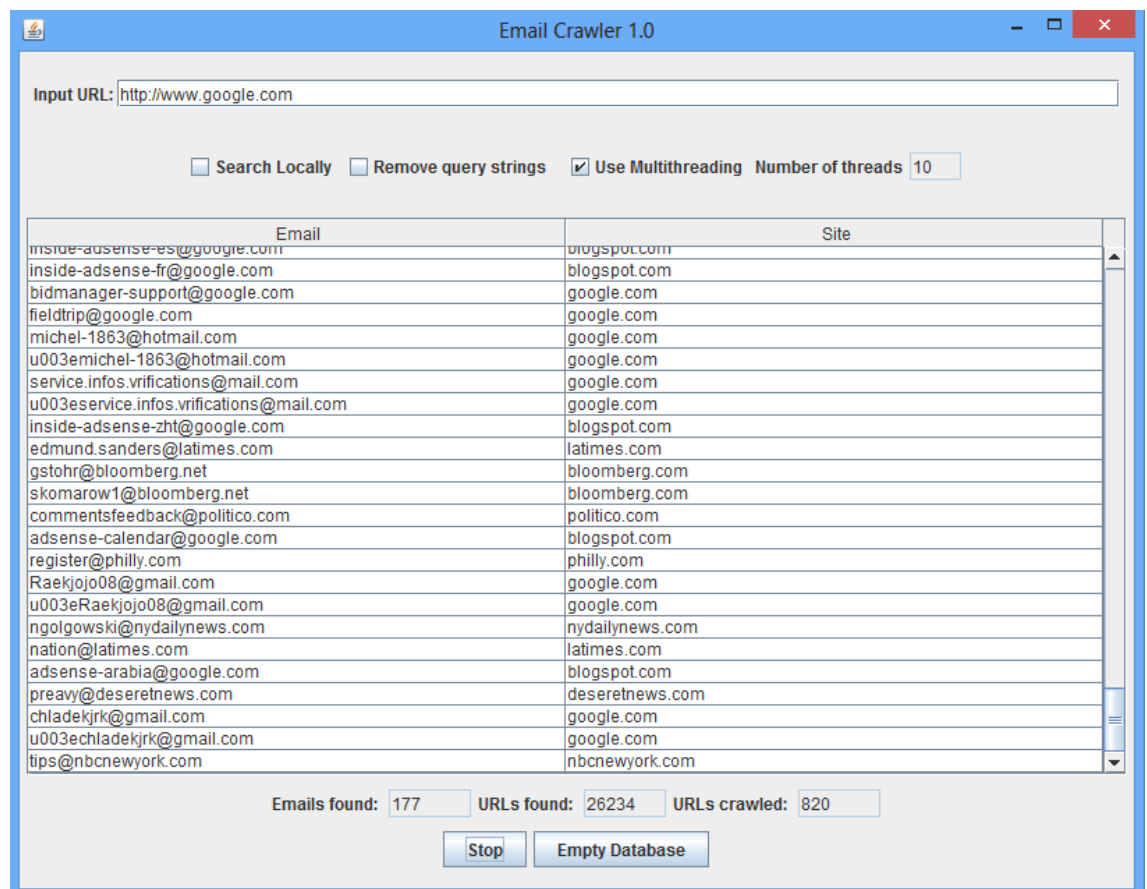 Email Crawler 1.0
Input URL: http://www.google.com
Search Locally Remove query strings Use Multithreading Number of threads 10
Email Site
inside-adsense-es@google.com blogspot.com
inside-adsense-fr@google.com blogspot.com
bidmanager-support@google.com google.com
fieldtrip@google.com google.com
michel-1863@hotmail.com google.com
u003emichel-1863@hotmail.com google.com
service.infos.vrifications@mail.com google.com
u003eservice.infos.vrifications@mail.com google.com
inside-adsense-zht@google.com blogspot.com
edmund.sanders@latimes.com latimes.com
gstohr@bloomberg.net bloomberg.com
skomarow1@bloomberg.net bloomberg.com
commentsfeedback@politico.com politico.com
adsense-calendar@google.com blogspot.com
register@philly.com philly.com
Raekjojo08@gmail.com google.com
u003eRaekjojo08@gmail.com google.com
ngolgowski@nydailynews.com nydailynews.com
nation@latimes.com latimes.com
adsense-arabia@google.com blogspot.com
preavy@deseretnews.com deseretnews.com
chladekjrk@gmail.com google.com
u003echladekjrk@gmail.com google.com
tips@nbcnewyork.com nbcnewyork.com
Emails found: 177 URLs found: 26234 URLs crawled: 820
Stop Empty Database